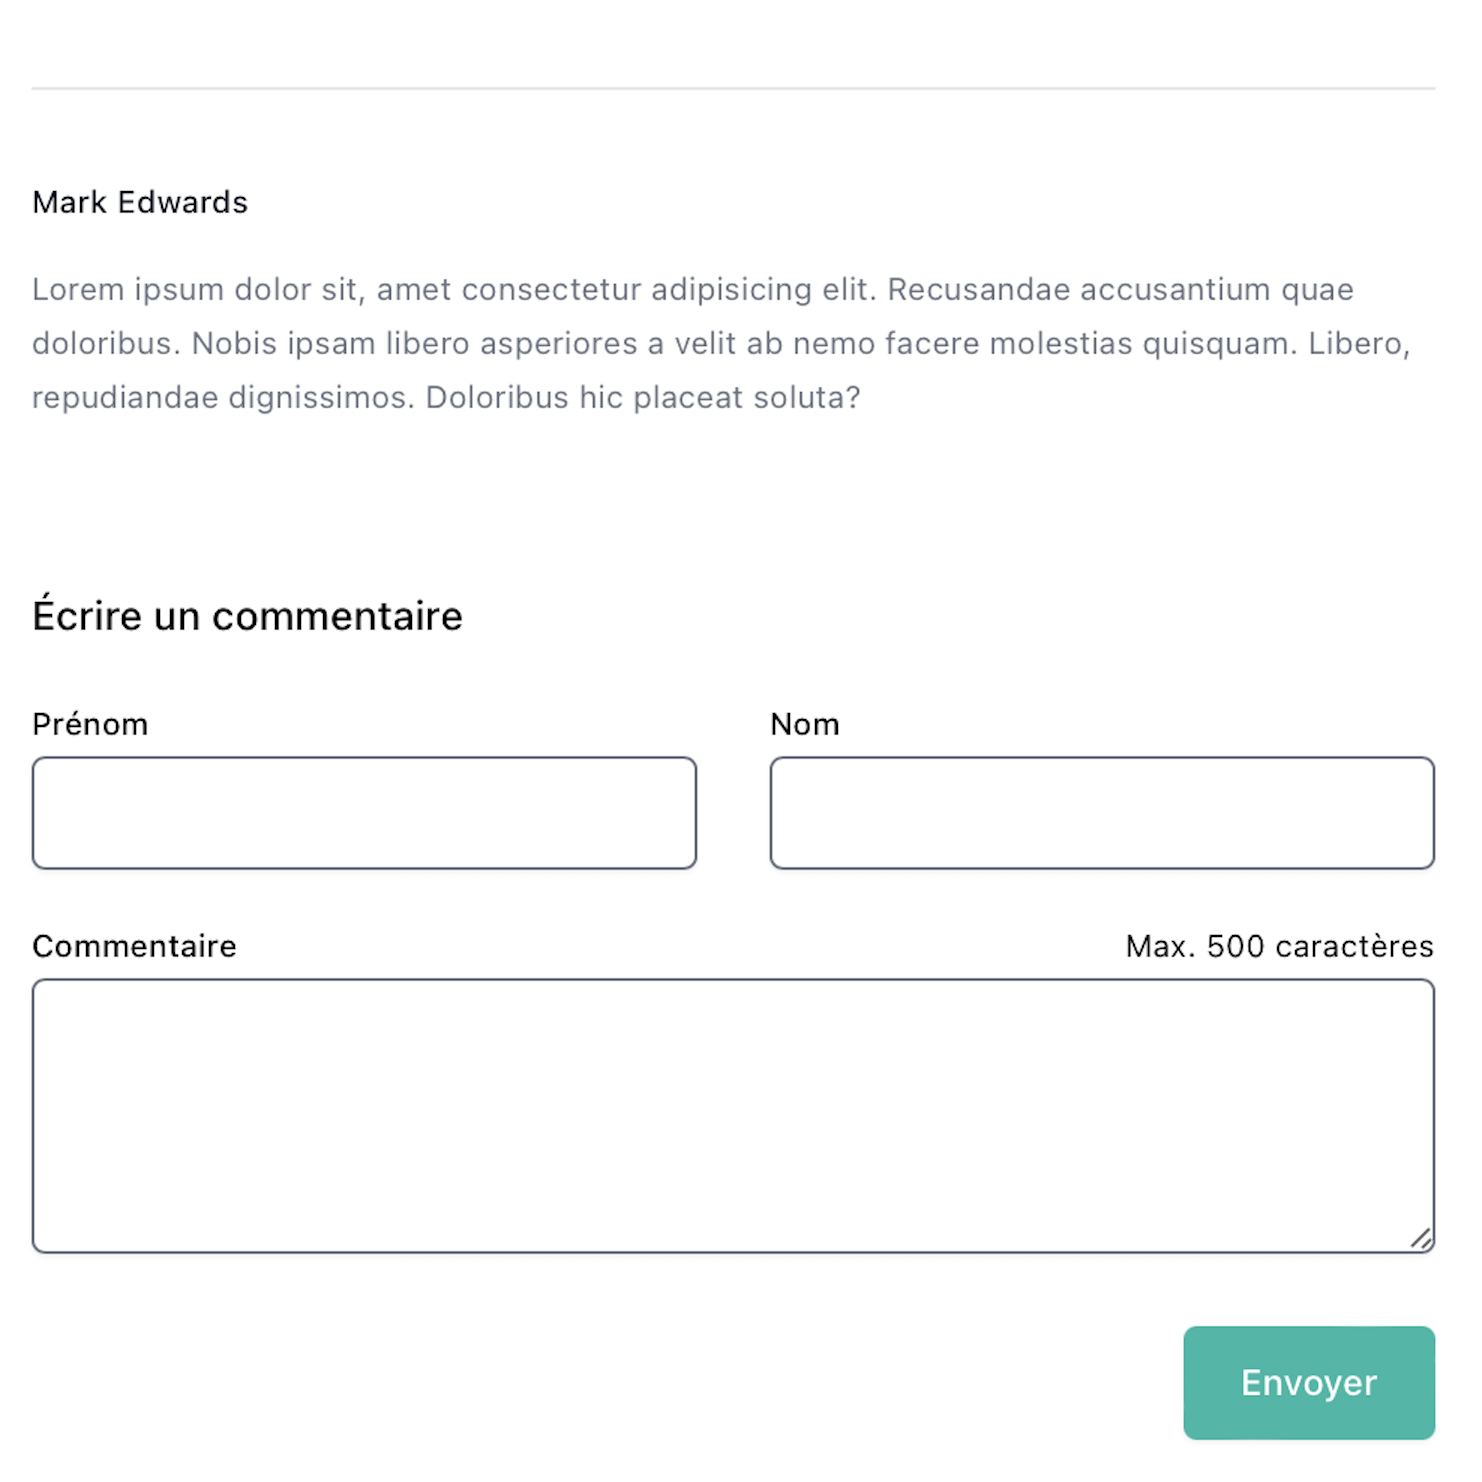 Mark Edwards
Lorem ipsum dolor sit, amet consectetur adipisicing elit. Recusandae accusantium quae
doloribus. Nobis ipsam libero asperiores a velit ab nemo facere molestias quisquam. Libero,
repudiandae dignissimos. Doloribus hic placeat soluta?
Écrire un commentaire
Prénom
Nom
Commentaire
Max. 500 caractères
Envoyer